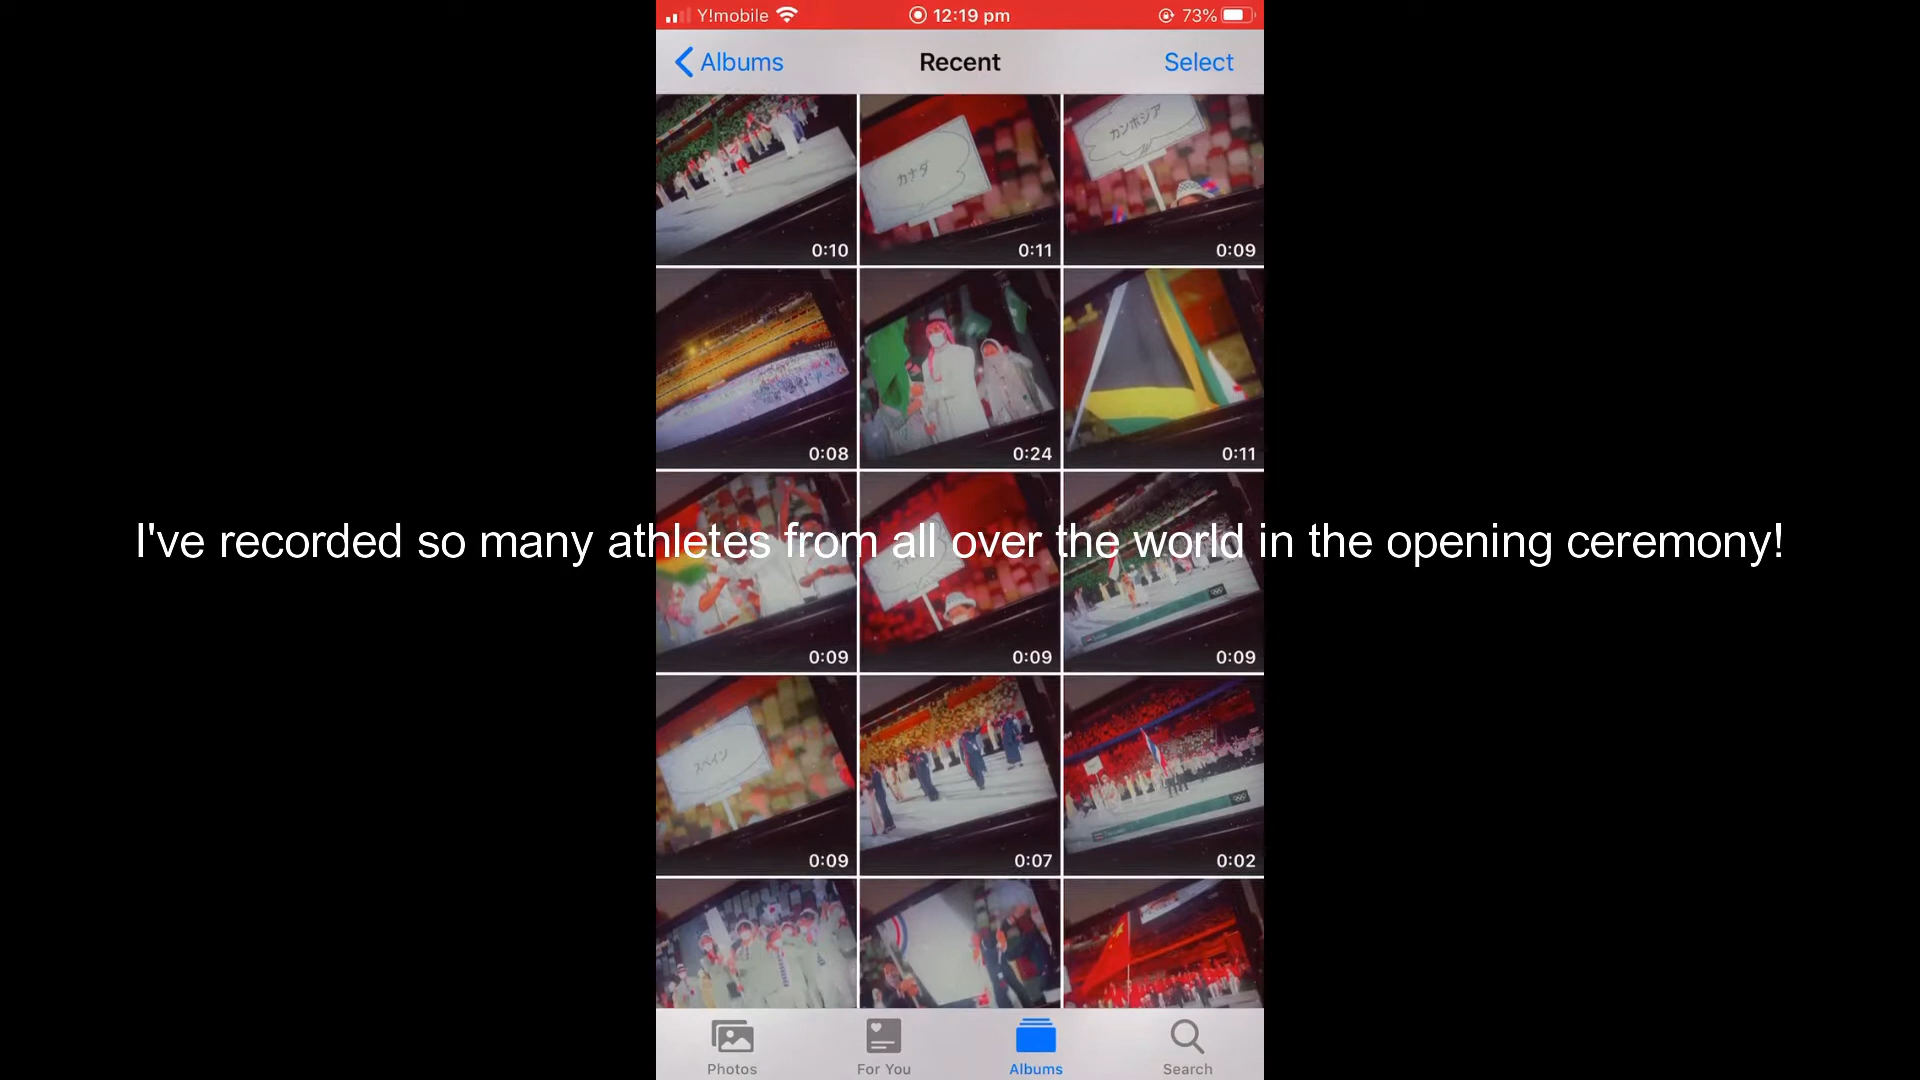 Y!mobile 12:19 pm 73%
Albums Recent Select
カナダ
カンボジア
0:10 0:11 0:09
0:08 0:24 0:11
I've recorded so many athletes from all over the world in the opening ceremony!
0:09 0:09 0:09
スペイン
0:09 0:07 0:02
Photos For You Albums Search